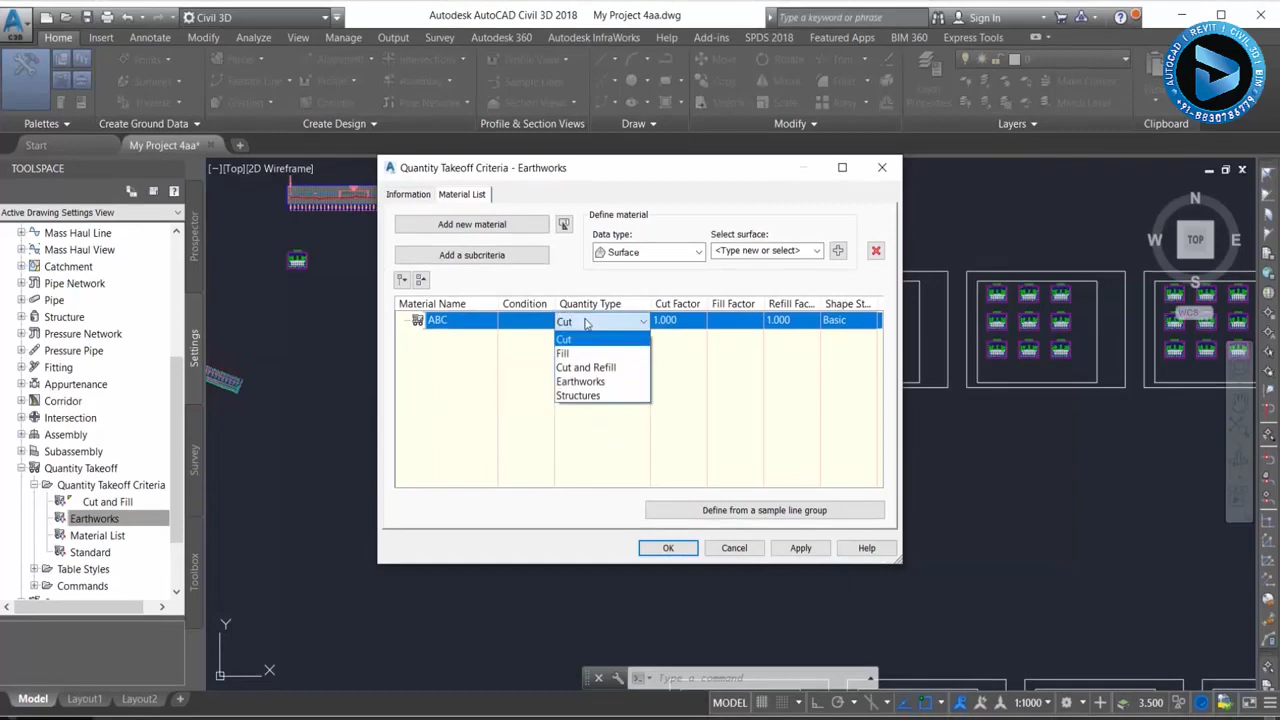 Civil 3D
Autodesk AutoCAD Civil 3D 2018 My Project 4aa.dwg
Type a keyword or phrase
Sign In
C3D
Home Insert Annotate Modify Analyze View Manage Output Survey Autodesk 360 Autodesk InfraWorks Help Add-ins SPDS 2018 Featured Apps BIM 360 Express Tools
Palettes Create Ground Data Create Design Profile & Section Views Draw Modify Layers Clipboard
AUTOCAD | REVIT | CIVIL 3D | BIM
Start My Project 4aa*
TOOLSPACE
[−][Top][2D Wireframe]
Active Drawing Settings View
Mass Haul Line
Mass Haul View
Catchment
Pipe Network
Pipe
Structure
Pressure Network
Pressure Pipe
Fitting
Appurtenance
Corridor
Intersection
Assembly
Subassembly
Quantity Takeoff
Quantity Takeoff Criteria
Cut and Fill
Earthworks
Material List
Standard
Table Styles
Commands
Prospector
Settings
Survey
Toolbox
Quantity Takeoff Criteria - Earthworks
Information Material List
Add new material
Add a subcriteria
Define material
Data type:
Surface
Select surface:
<Type new or select>
Material Name Condition Quantity Type Cut Factor Fill Factor Refill Fac... Shape St...
ABC Cut 1.000 1.000 Basic
Cut
Fill
Cut and Refill
Earthworks
Structures
Define from a sample line group
OK Cancel Apply Help
N
W TOP E
S
WCS
Y
X
Type a command
Model Layout1 Layout2
MODEL 1:1000 3.500